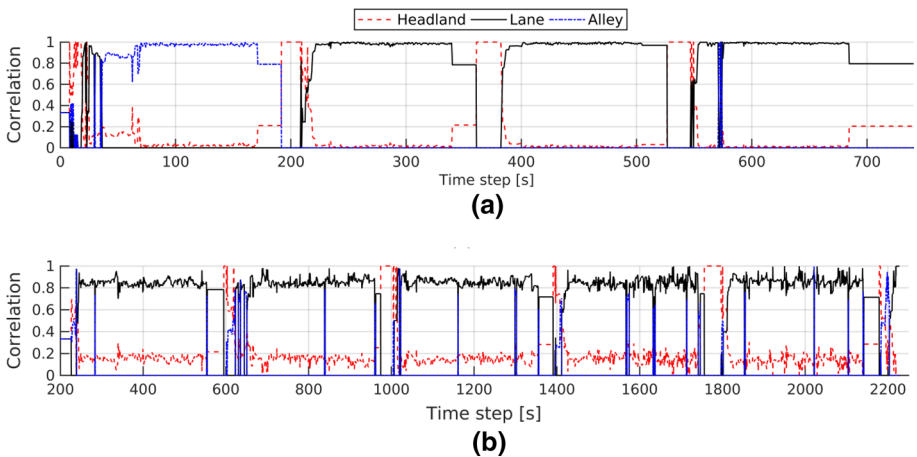 Headland Lane Alley
Correlation
1
0.8
0.6
0.4
0.2
0
0 100 200 300 400 500 600 700
Time step [s]
(a)
Correlation
1
0.8
0.6
0.4
0.2
0
200 400 600 800 1000 1200 1400 1600 1800 2000 2200
Time step [s]
(b)